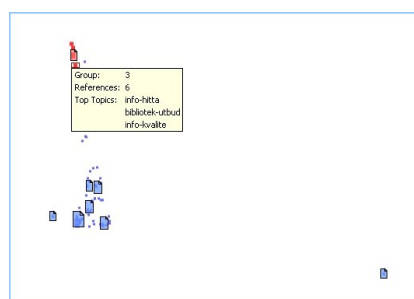 Group: 3
References: 6
Top Topics: info-hitta
bibliotek-utbud
info-kvalite